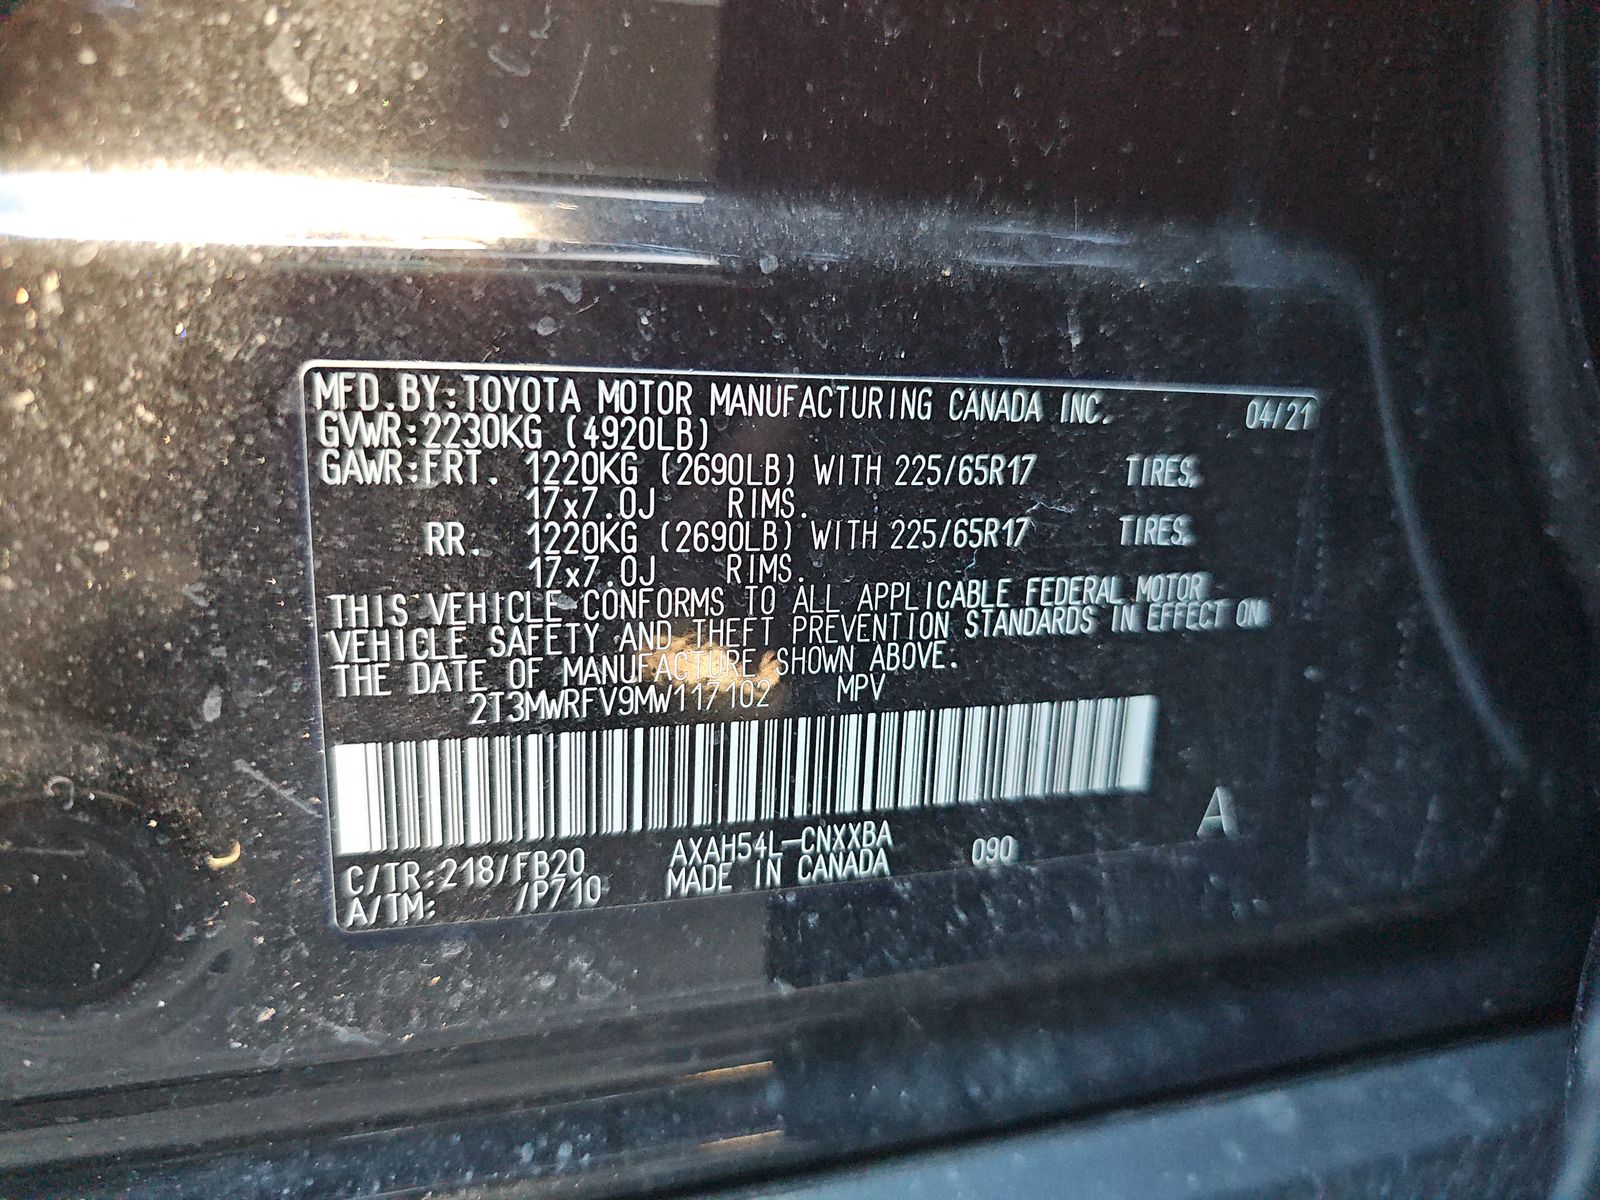 MFD.BY:TOYOTA MOTOR MANUFACTURING CANADA INC. 04/21
GVWR:2230KG (4920LB)
GAWR:FRT. 1220KG (2690LB) WITH 225/65R17 TIRES,
17x7.0J RIMS.
RR. 1220KG (2690LB) WITH 225/65R17 TIRES,
17x7.0J RIMS.
THIS VEHICLE CONFORMS TO ALL APPLICABLE FEDERAL MOTOR
VEHICLE SAFETY AND THEFT PREVENTION STANDARDS IN EFFECT ON
THE DATE OF MANUFACTURE SHOWN ABOVE.
2T3MWRFV9MW117102 MPV
A
C/TR:218/FB20 AXAH54L-CNXXBA 090
A/TM: /P710 MADE IN CANADA